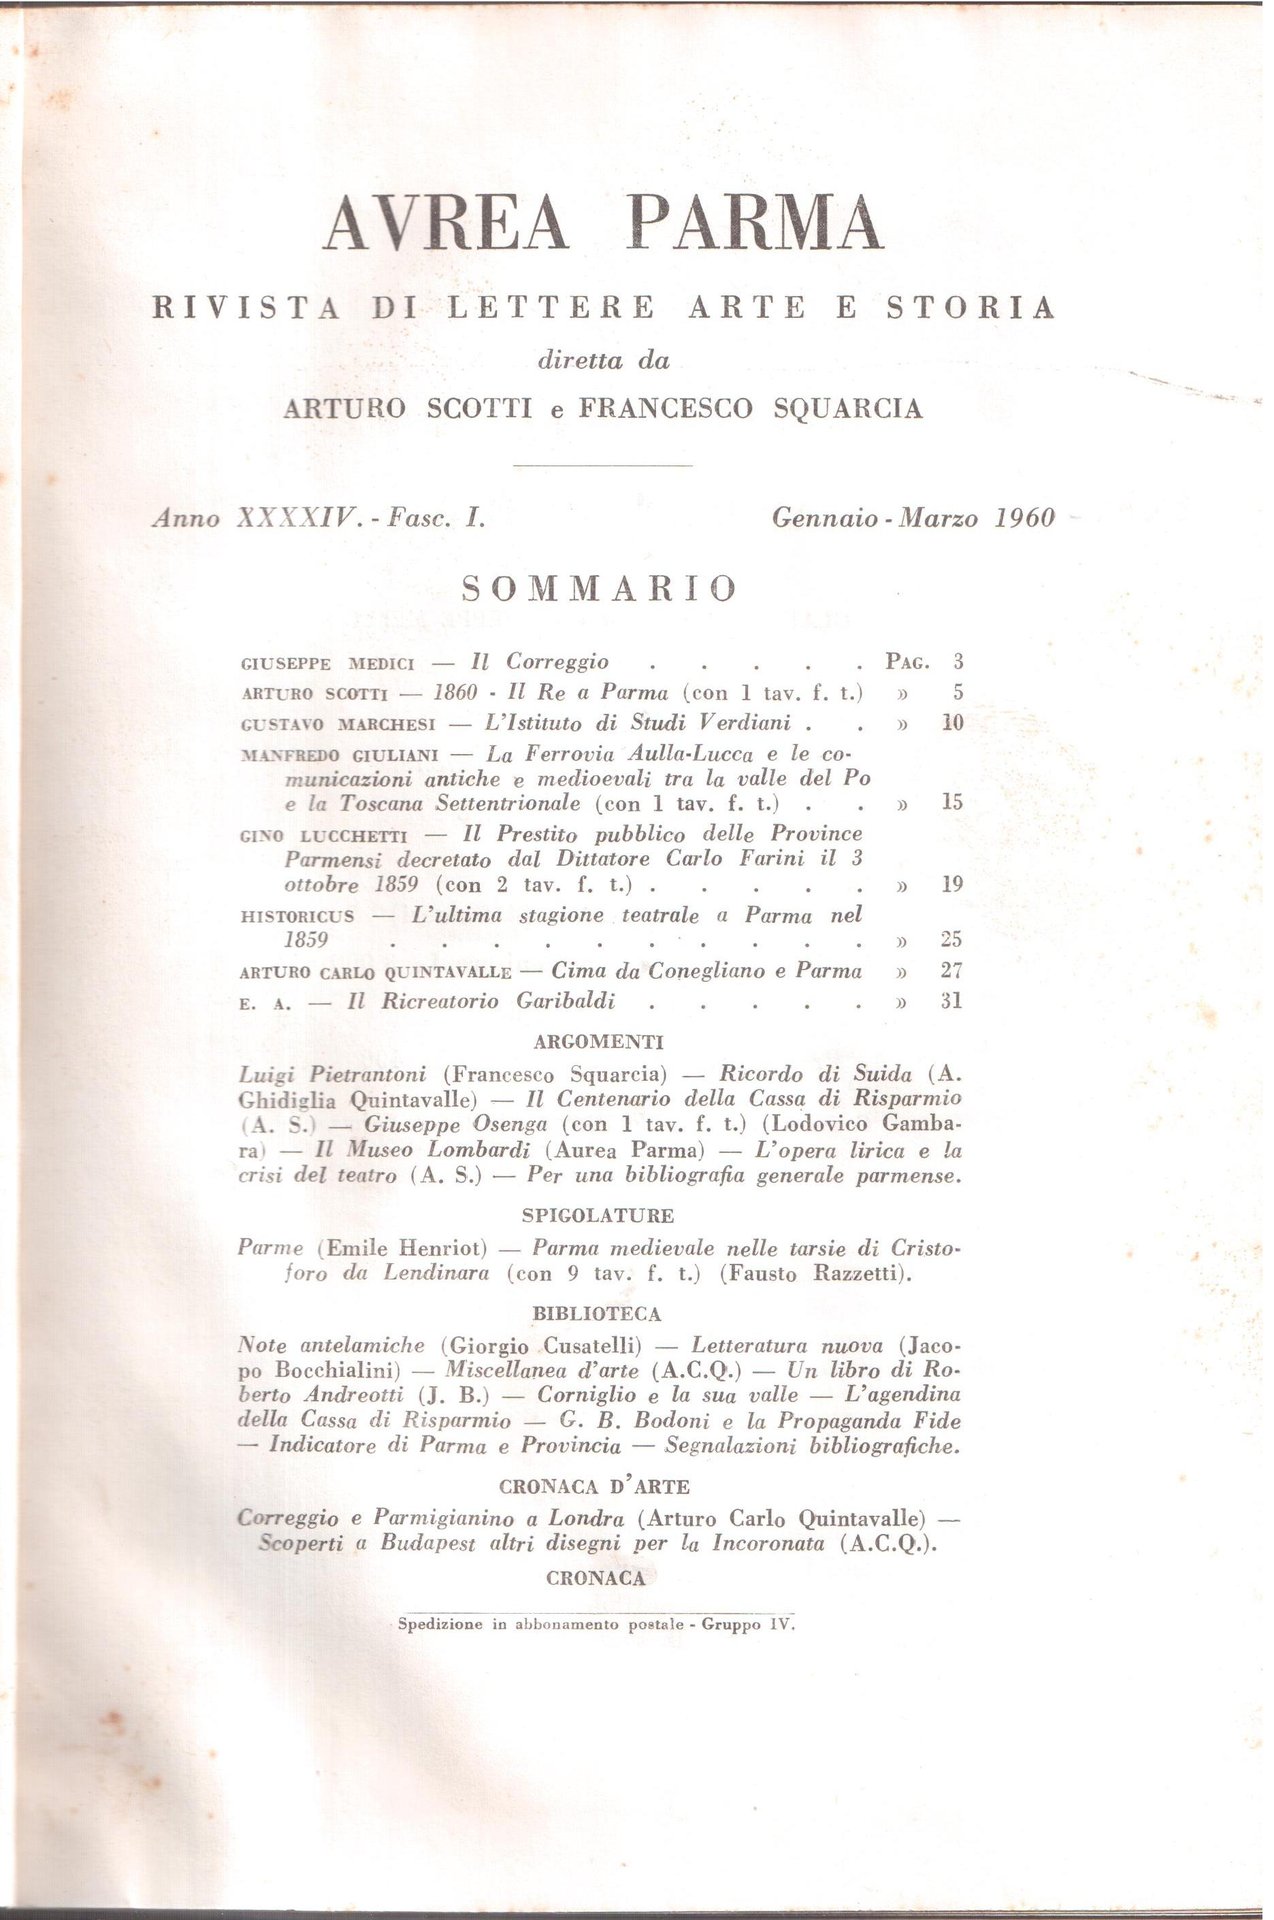 AVREA PARMA
RIVISTA DI LETTERE ARTE E STORIA
diretta da
ARTURO SCOTTI e FRANCESCO SQUARCIA
Anno XXXXIV. - Fasc. I. Gennaio - Marzo 1960
SOMMARIO
GIUSEPPE MEDICI — Il Correggio . . . . . PAG. 3
ARTURO SCOTTI — 1860 - Il Re a Parma (con 1 tav. f. t.) » 5
GUSTAVO MARCHESI — L'Istituto di Studi Verdiani . . » 10
MANFREDO GIULIANI — La Ferrovia Aulla-Lucca e le co-
municazioni antiche e medioevali tra la valle del Po
e la Toscana Settentrionale (con 1 tav. f. t.) . . » 15
GINO LUCCHETTI — Il Prestito pubblico delle Province
Parmensi decretato dal Dittatore Carlo Farini il 3
ottobre 1859 (con 2 tav. f. t.) . . . . . » 19
HISTORICUS — L'ultima stagione teatrale a Parma nel
1859 . . . . . . . . . . » 25
ARTURO CARLO QUINTAVALLE — Cima da Conegliano e Parma » 27
E. A. — Il Ricreatorio Garibaldi . . . . . » 31
ARGOMENTI
Luigi Pietrantoni (Francesco Squarcia) — Ricordo di Suida (A.
Ghidiglia Quintavalle) — Il Centenario della Cassa di Risparmio
(A. S.) — Giuseppe Osenga (con 1 tav. f. t.) (Lodovico Gamba-
ra) — Il Museo Lombardi (Aurea Parma) — L'opera lirica e la
crisi del teatro (A. S.) — Per una bibliografia generale parmense.
SPIGOLATURE
Parme (Emile Henriot) — Parma medievale nelle tarsie di Cristo-
foro da Lendinara (con 9 tav. f. t.) (Fausto Razzetti).
BIBLIOTECA
Note antelamiche (Giorgio Cusatelli) — Letteratura nuova (Jaco-
po Bocchialini) — Miscellanea d'arte (A.C.Q.) — Un libro di Ro-
berto Andreotti (J. B.) — Corniglio e la sua valle — L'agendina
della Cassa di Risparmio — G. B. Bodoni e la Propaganda Fide
— Indicatore di Parma e Provincia — Segnalazioni bibliografiche.
CRONACA D'ARTE
Correggio e Parmigianino a Londra (Arturo Carlo Quintavalle) —
Scoperti a Budapest altri disegni per la Incoronata (A.C.Q.).
CRONACA
Spedizione in abbonamento postale - Gruppo IV.